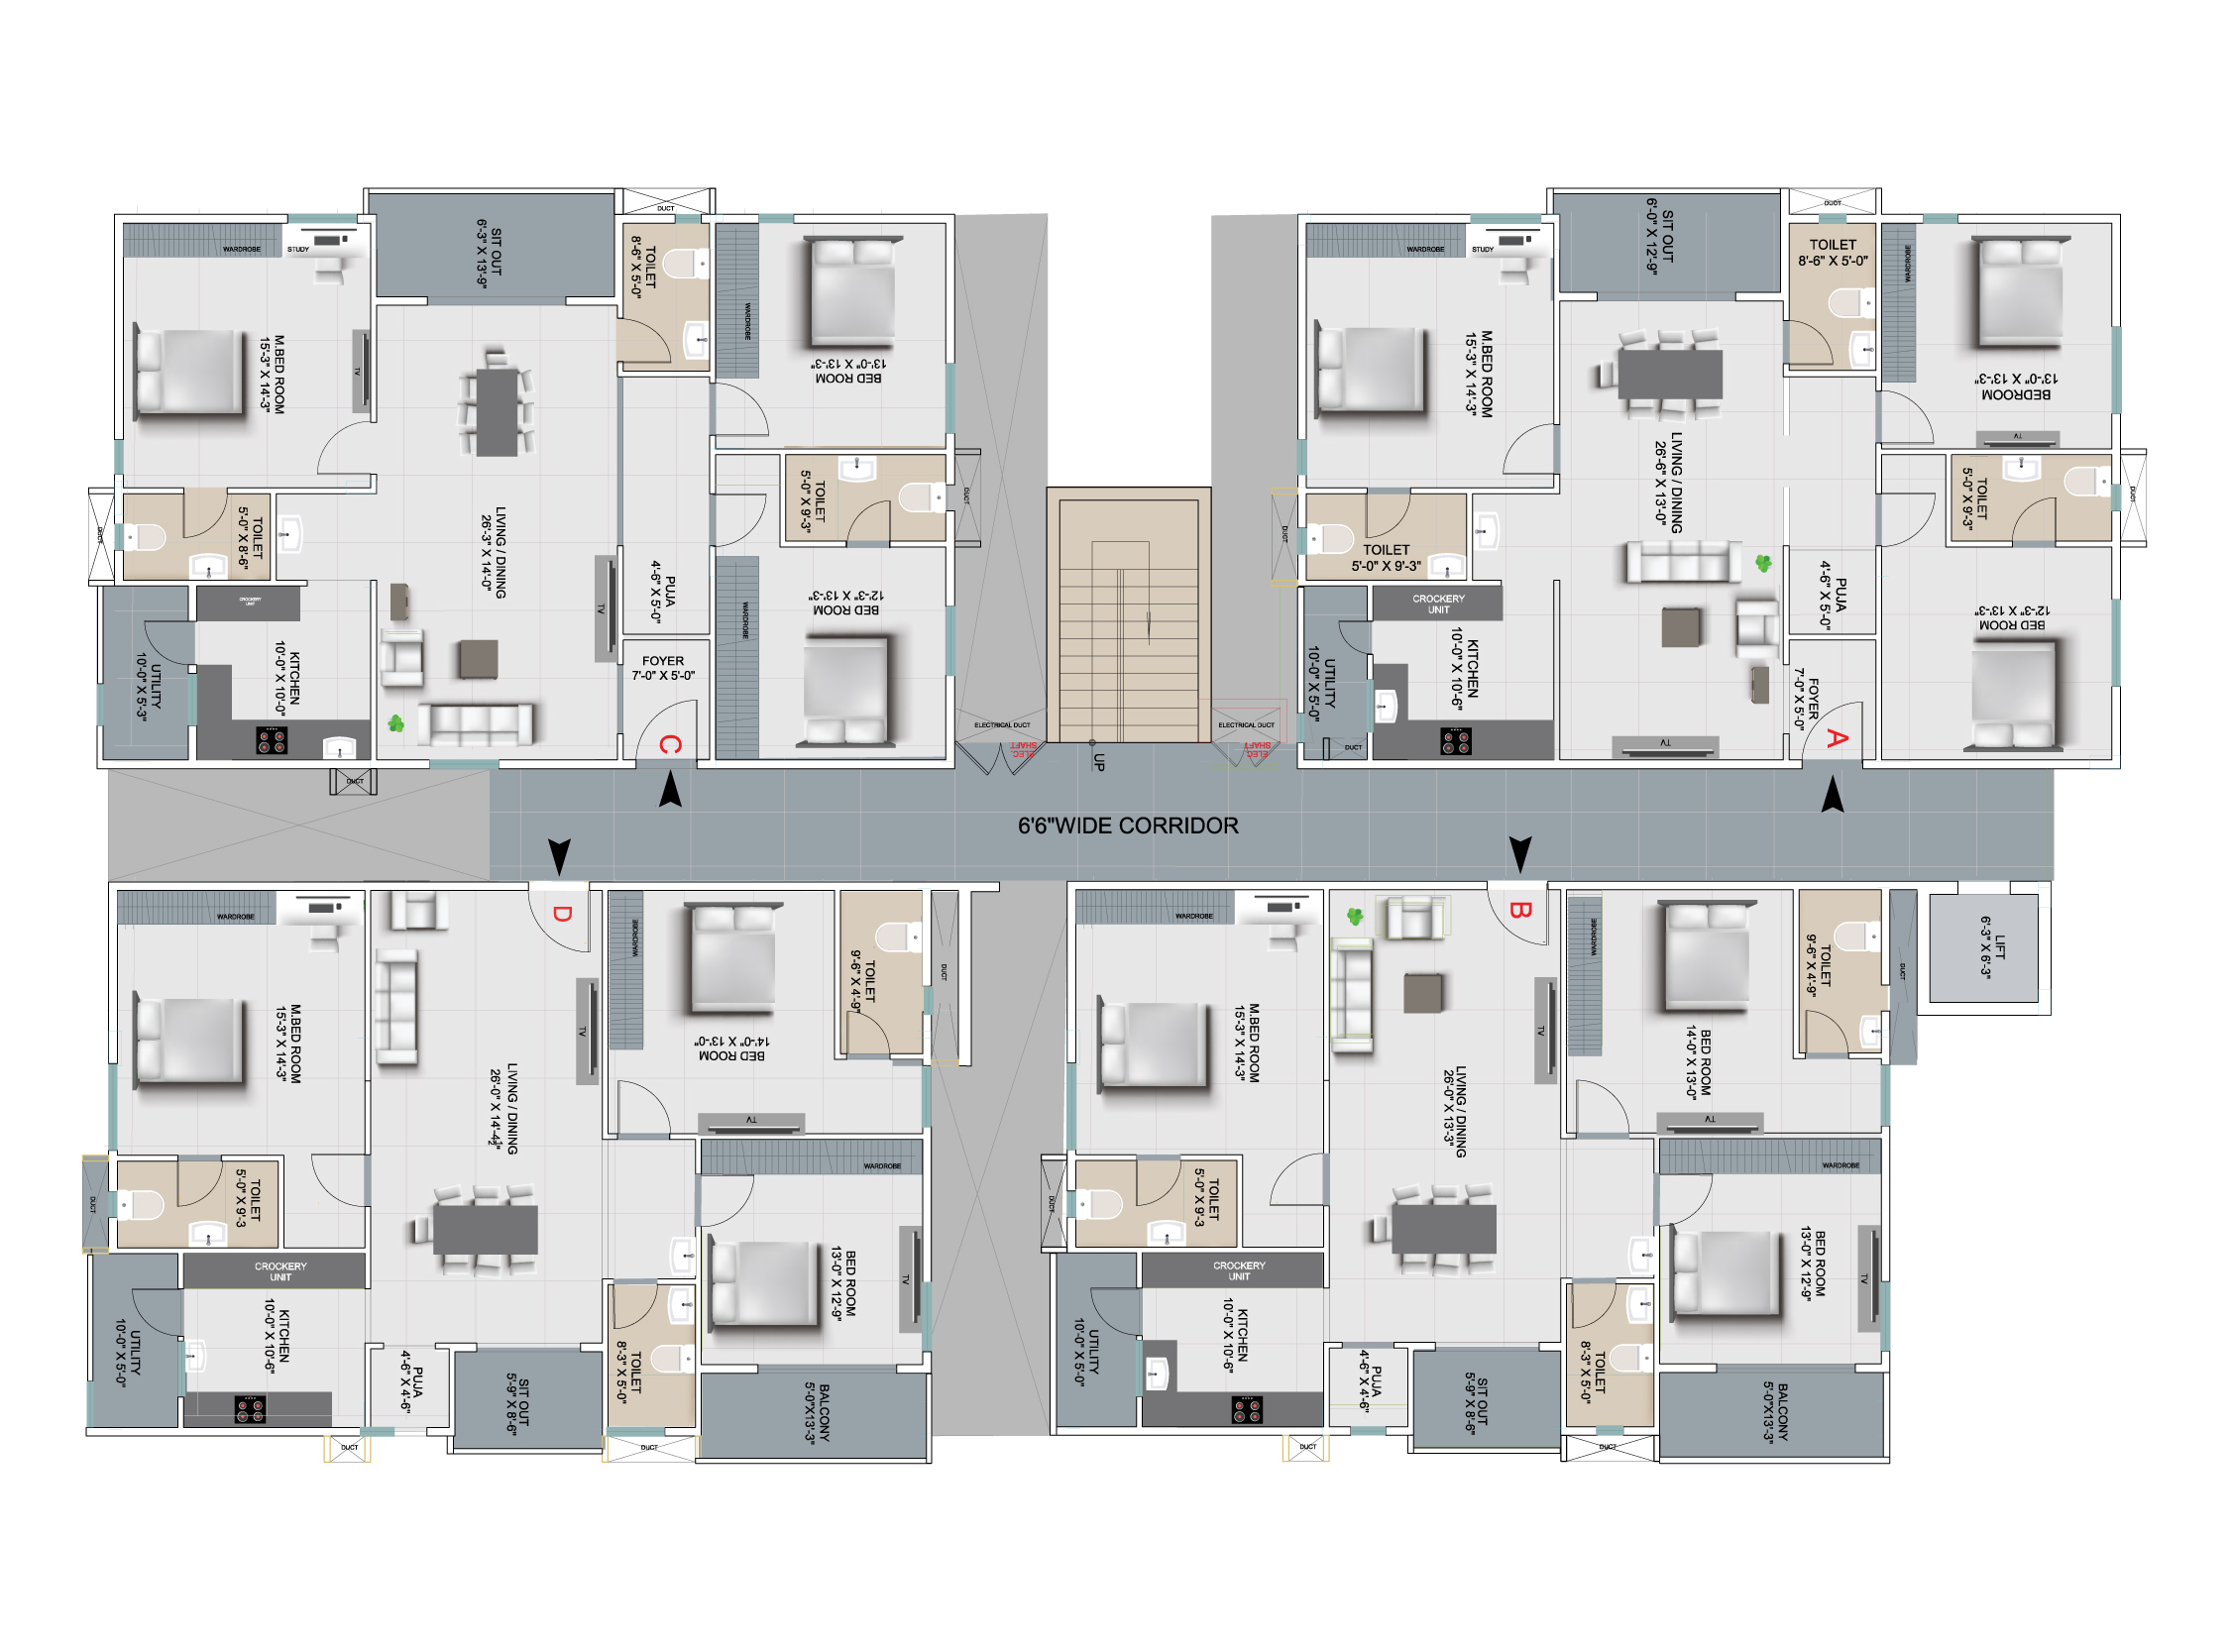 DUCT
SIT OUT
6'-3" X 13'-9"
TOILET
8'-6" X 5'-0"
WARDROBE
STUDY
WARDROBE
M.BED ROOM
15'-3" X 14'-3"
TV
BED ROOM
13'-0" X 13'-3"
DUCT
TOILET
5'-0" X 8'-6"
LIVING / DINING
26'-3" X 14'-0"
TOILET
5'-0" X 9'-3"
DUCT
CROCKERY
UNIT
TV
PUJA
4'-6" X 5'-0"
WARDROBE
BED ROOM
12'-3" X 13'-3"
UTILITY
10'-0" X 5'-3"
KITCHEN
10'-0" X 10'-0"
FOYER
7'-0" X 5'-0"
C
DUCT
ELECTRICAL DUCT
ELEC
SHAFT
UP
ELECTRICAL DUCT
ELEC
SHAFT
DUCT
SIT OUT
6'-0" X 12'-9"
TOILET
8'-6" X 5'-0"
WARDROBE
STUDY
WARDROBE
M.BED ROOM
15'-3" X 14'-3"
BEDROOM
13'-0" X 13'-3"
TV
LIVING / DINING
26'-6" X 13'-0"
TOILET
5'-0" X 9'-3"
DUCT
DUCT
TOILET
5'-0" X 9'-3"
CROCKERY
UNIT
PUJA
4'-6" X 5'-0"
BED ROOM
12'-3" X 13'-3"
UTILITY
10'-0" X 5'-0"
KITCHEN
10'-0" X 10'-6"
FOYER
7'-0" X 5'-0"
DUCT
TV
A
6'6"WIDE CORRIDOR
D
WARDROBE
WARDROBE
TOILET
9'-6" X 4'-9"
DUCT
M.BED ROOM
15'-3" X 14'-3"
TV
BED ROOM
14'-0" X 13'-0"
LIVING / DINING
26'-0" X 14'-4½"
TV
WARDROBE
DUCT
TOILET
5'-0" X 9'-3
CROCKERY
UNIT
BED ROOM
13'-0" X 12'-9"
TV
UTILITY
10'-0" X 5'-0"
KITCHEN
10'-0" X 10'-6"
PUJA
4'-6" X 4'-6"
SIT OUT
5'-9" X 8'-6"
TOILET
8'-3" X 5'-0"
BALCONY
5'-0"X13'-3"
DUCT
DUCT
B
WARDROBE
WARDROBE
TOILET
9'-6" X 4'-9"
DUCT
LIFT
6'-3" X 6'-3"
M.BED ROOM
15'-3" X 14'-3"
TV
BED ROOM
14'-0" X 13'-0"
LIVING / DINING
26'-0" X 13'-3"
TV
WARDROBE
DUCT
TOILET
5'-0" X 9'-3
CROCKERY
UNIT
BED ROOM
13'-0" X 12'-9"
TV
UTILITY
10'-0" X 5'-0"
KITCHEN
10'-0" X 10'-6"
PUJA
4'-6" X 4'-6"
SIT OUT
5'-9" X 8'-6"
TOILET
8'-3" X 5'-0"
BALCONY
5'-0"X13'-3"
DUCT
DUCT